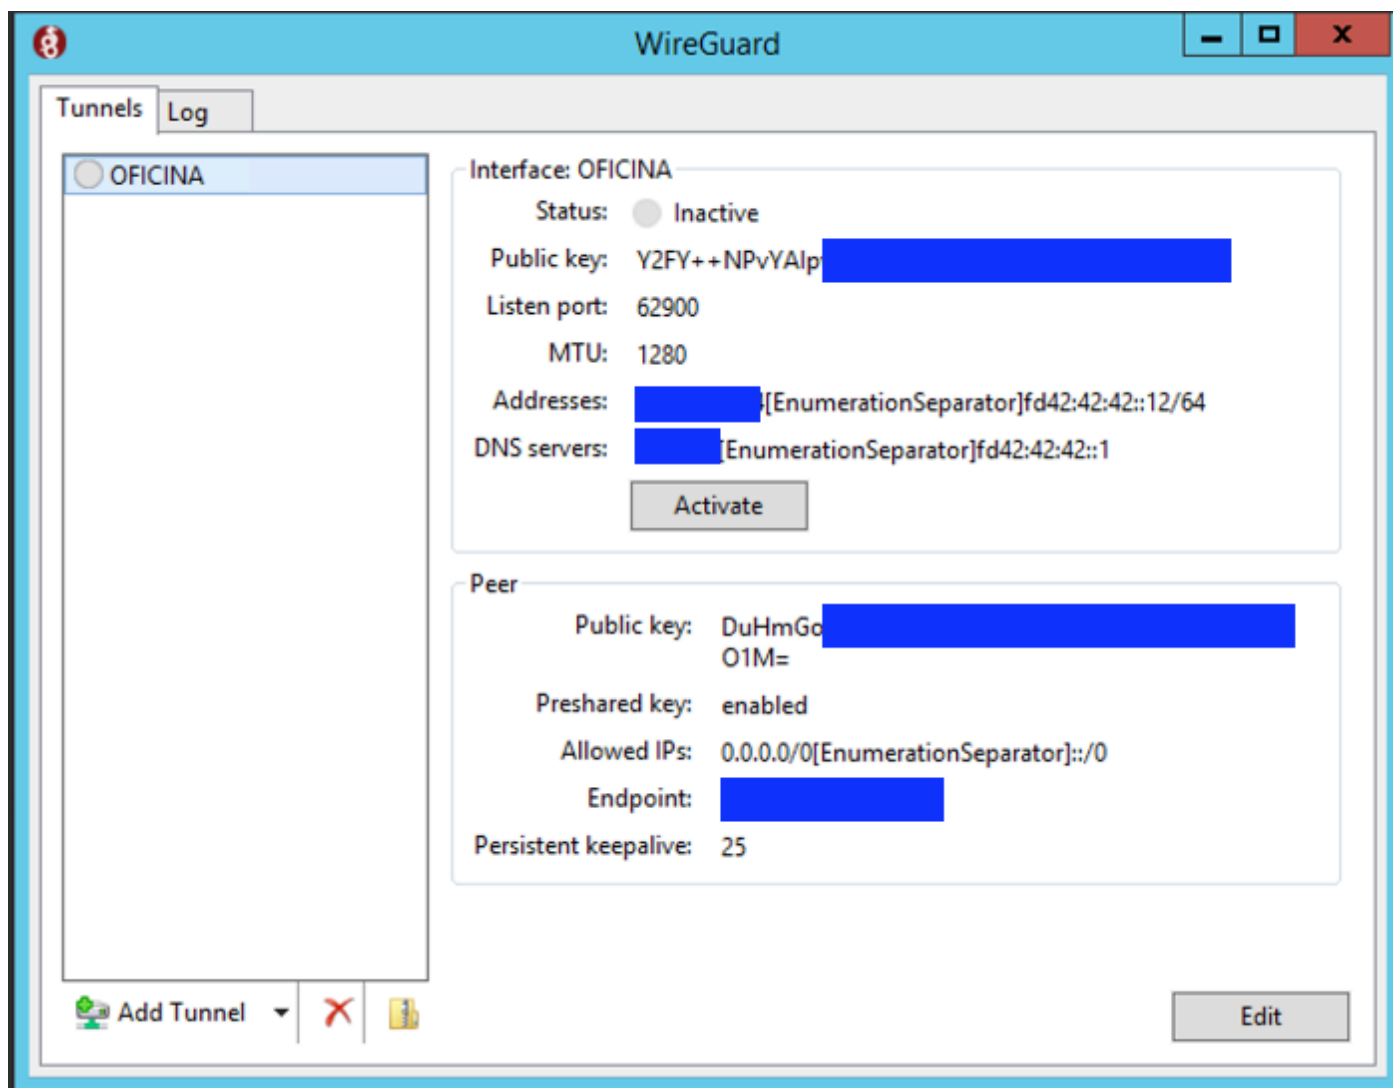 WireGuard
Tunnels
Log
OFICINA
Interface: OFICINA
Status: Inactive
Public key: Y2FY++NPvYAIp
Listen port: 62900
MTU: 1280
Addresses: [EnumerationSeparator]fd42:42:42::12/64
DNS servers: [EnumerationSeparator]fd42:42:42::1
Activate
Peer
Public key: DuHmGo
O1M=
Preshared key: enabled
Allowed IPs: 0.0.0.0/0[EnumerationSeparator]::/0
Endpoint:
Persistent keepalive: 25
Add Tunnel
Edit